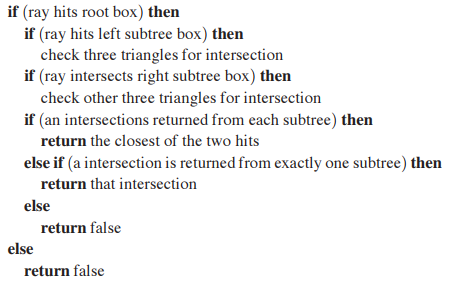 if (ray hits root box) then
if (ray hits left subtree box) then
check three triangles for intersection
if (ray intersects right subtree box) then
check other three triangles for intersection
if (an intersections returned from each subtree) then
return the closest of the two hits
else if (a intersection is returned from exactly one subtree) then
return that intersection
else
return false
else
return false